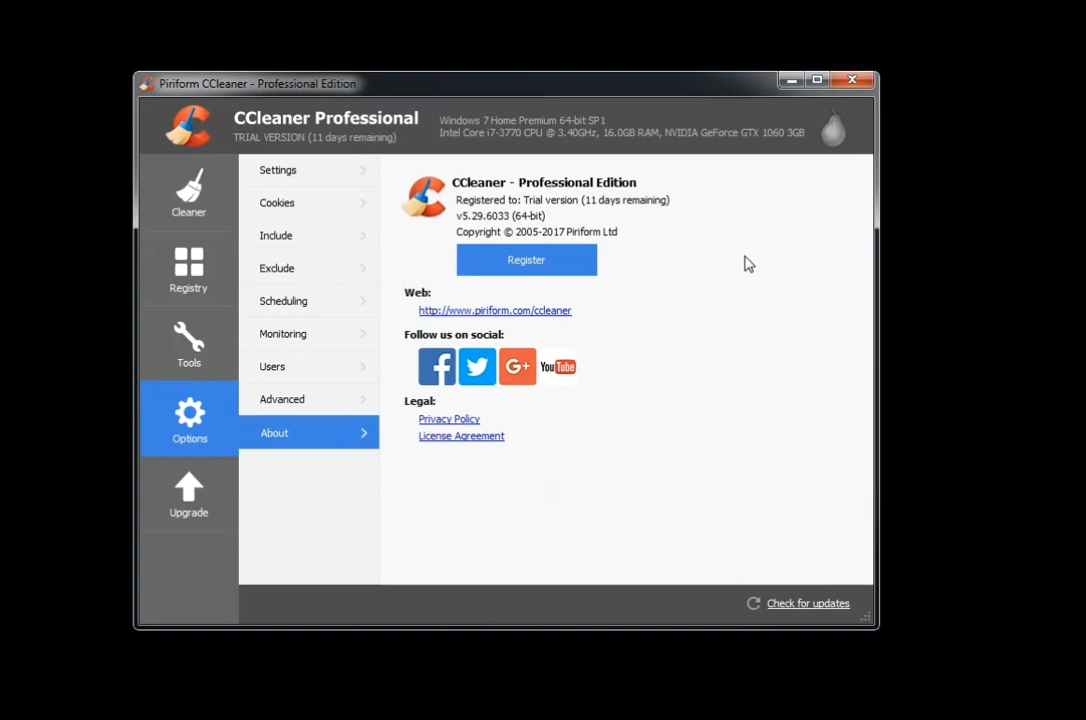 Piriform CCleaner - Professional Edition
CCleaner Professional
TRIAL VERSION (11 days remaining)
Windows 7 Home Premium 64-bit SP1
Intel Core i7-3770 CPU @ 3.40GHz, 16.0GB RAM, NVIDIA GeForce GTX 1060 3GB
Cleaner
Registry
Tools
Options
Upgrade
Settings
Cookies
Include
Exclude
Scheduling
Monitoring
Users
Advanced
About
CCleaner - Professional Edition
Registered to: Trial version (11 days remaining)
v5.29.6033 (64-bit)
Copyright © 2005-2017 Piriform Ltd
Register
Web:
http://www.piriform.com/ccleaner
Follow us on social:
f G+ YouTube
Legal:
Privacy Policy
License Agreement
Check for updates